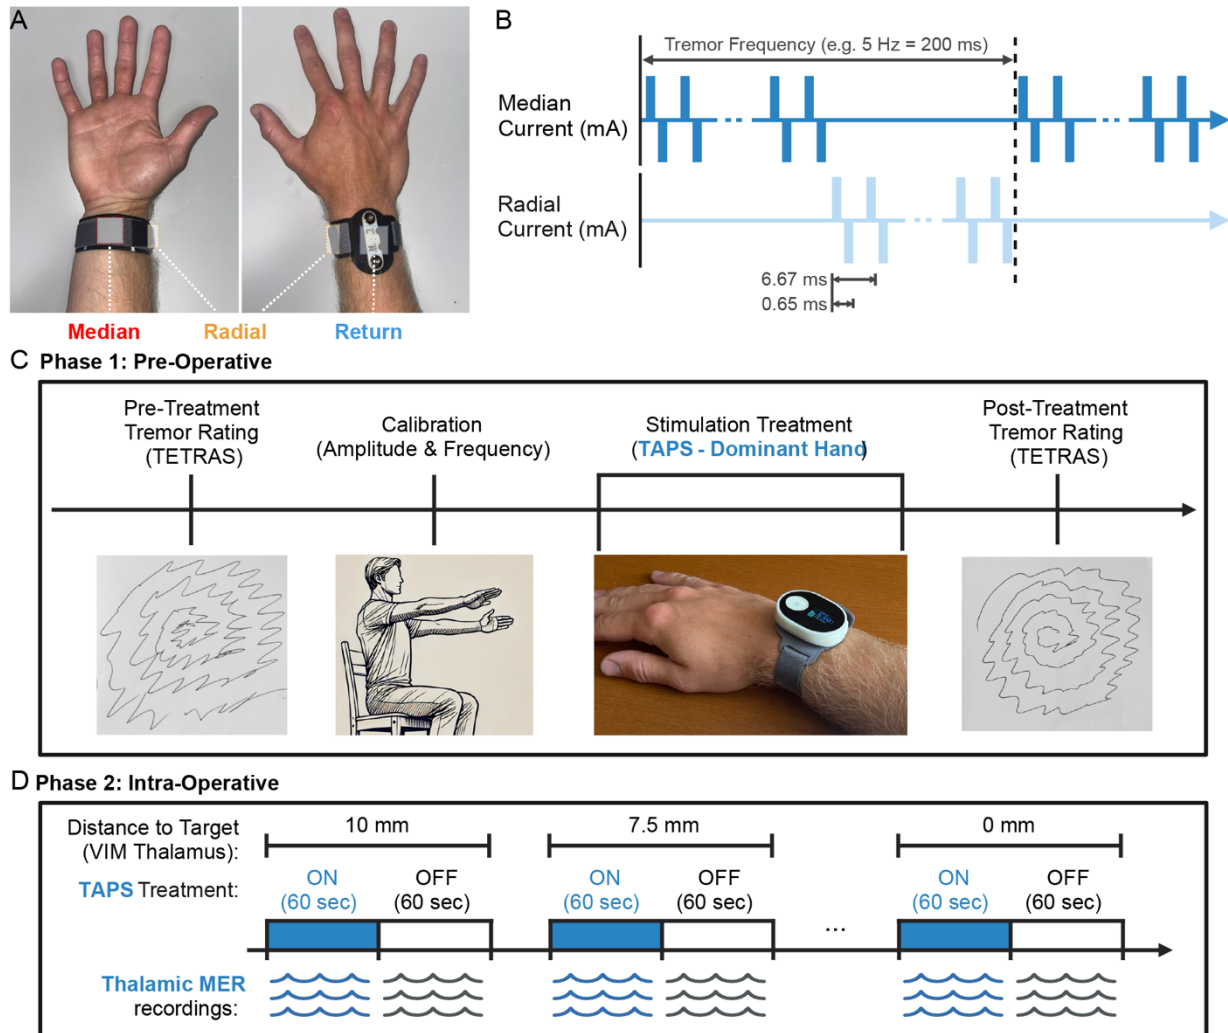 A
Median
Radial
Return
B
Tremor Frequency (e.g. 5 Hz = 200 ms)
Median
Current (mA)
Radial
Current (mA)
6.67 ms
0.65 ms
C Phase 1: Pre-Operative
Pre-Treatment
Tremor Rating
(TETRAS)
Calibration
(Amplitude & Frequency)
Stimulation Treatment
(TAPS - Dominant Hand)
Post-Treatment
Tremor Rating
(TETRAS)
D Phase 2: Intra-Operative
Distance to Target
(VIM Thalamus):
10 mm
7.5 mm
0 mm
TAPS Treatment:
ON
(60 sec)
OFF
(60 sec)
ON
(60 sec)
OFF
(60 sec)
...
ON
(60 sec)
OFF
(60 sec)
Thalamic MER
recordings: